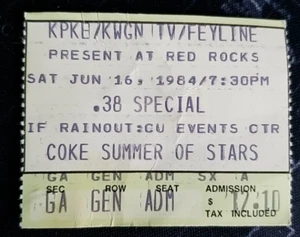 KPKE/KWGN TV/FEYLINE
PRESENT AT RED ROCKS
SAT JUN 16, 1984/7:30PM
.38 SPECIAL
IF RAINOUT:CU EVENTS CTR
COKE SUMMER OF STARS
GA GEN ADM SX A
SEC ROW SEAT ADMISSION
GA GEN ADM $ 12.10
TAX INCLUDED